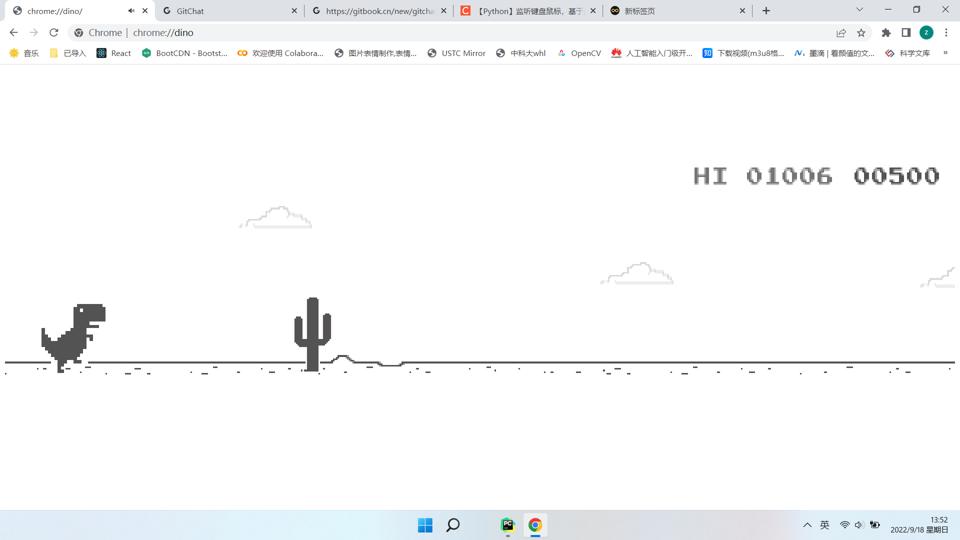 chrome://dino/
GitChat
https://gitbook.cn/new/gitcha
【Python】监听键盘鼠标，基于
新标签页
Chrome | chrome://dino
音乐
已导入
React
BootCDN - Bootst...
欢迎使用 Colabora...
图片表情制作,表情...
USTC Mirror
中科大whl
OpenCV
人工智能入门级开...
下载视频(m3u8格...
墨滴 | 看颜值的文...
科学文库
»
HI 01006 00500
英
13:52
2022/9/18 星期日